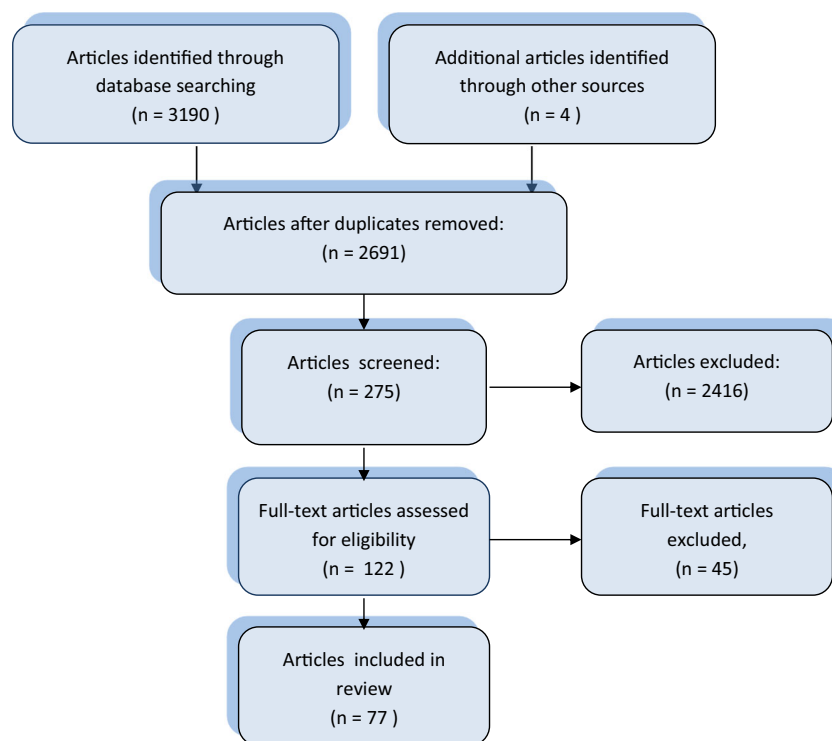 Articles identified through
database searching
(n = 3190 )
Additional articles identified
through other sources
(n = 4 )
Articles after duplicates removed:
(n = 2691)
Articles screened:
(n = 275)
Articles excluded:
(n = 2416)
Full-text articles assessed
for eligibility
(n = 122 )
Full-text articles
excluded,
(n = 45)
Articles included in
review
(n = 77 )